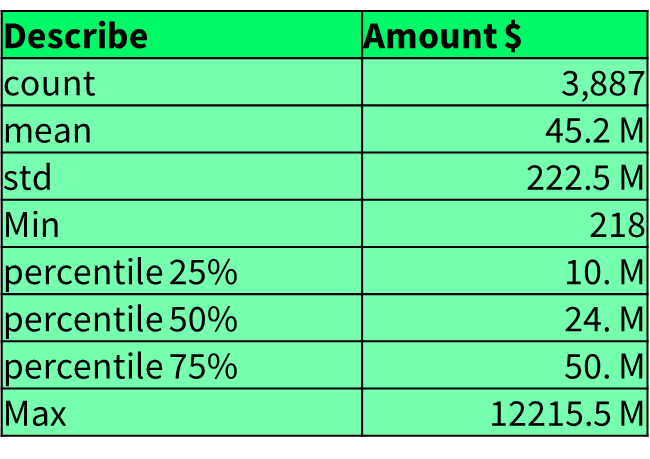 Describe Amount $
count 3,887
mean 45.2 M
std 222.5 M
Min 218
percentile 25% 10. M
percentile 50% 24. M
percentile 75% 50. M
Max 12215.5 M